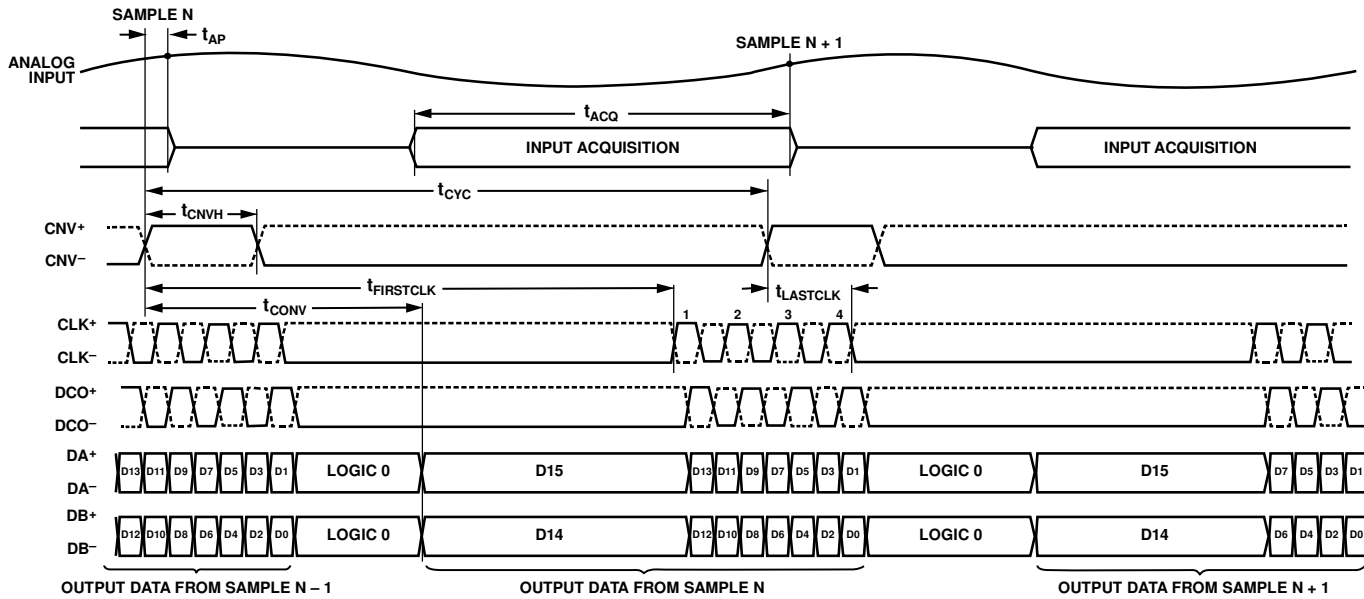 SAMPLE N
tAP
SAMPLE N + 1
ANALOG
INPUT
tACQ
INPUT ACQUISITION
INPUT ACQUISITION
tCYC
tCNVH
CNV+
CNV–
tFIRSTCLK
tLASTCLK
tCONV
CLK+
1 2 3 4
CLK–
DCO+
DCO–
DA+
DA–
D13 D11 D9 D7 D5 D3 D1 LOGIC 0 D15 D13 D11 D9 D7 D5 D3 D1 LOGIC 0 D15 D7 D5 D3 D1
DB+
DB–
D12 D10 D8 D6 D4 D2 D0 LOGIC 0 D14 D12 D10 D8 D6 D4 D2 D0 LOGIC 0 D14 D6 D4 D2 D0
OUTPUT DATA FROM SAMPLE N – 1
OUTPUT DATA FROM SAMPLE N
OUTPUT DATA FROM SAMPLE N + 1